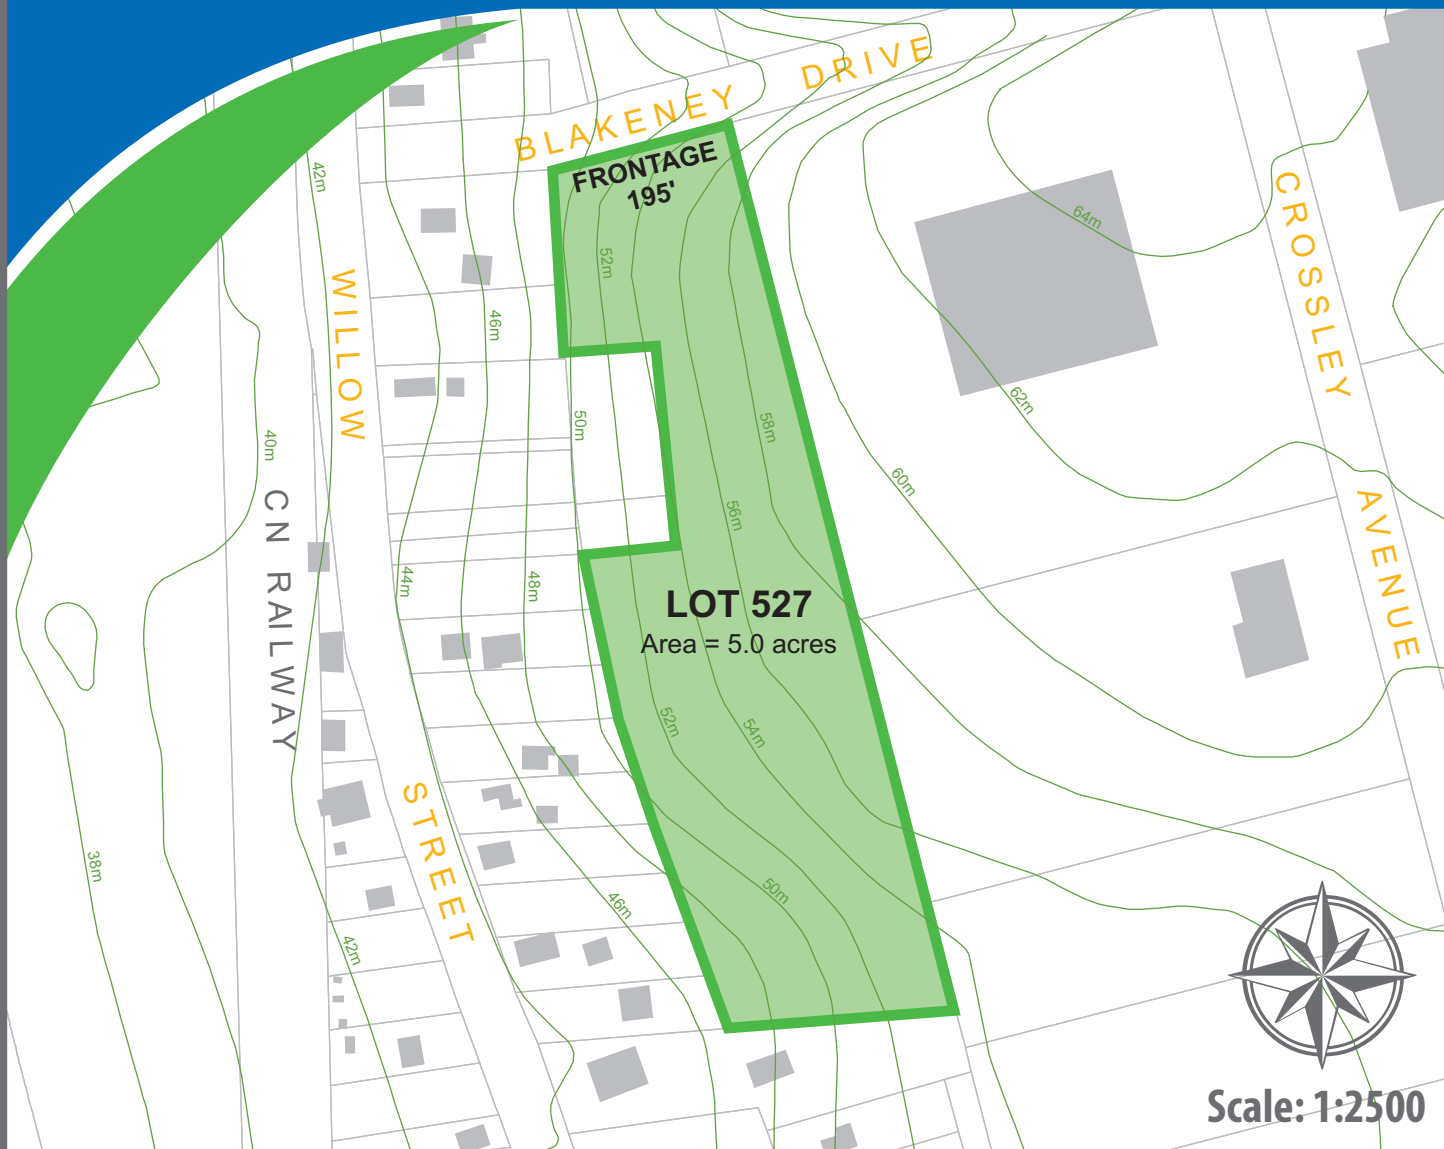 BLAKENEY DRIVE
FRONTAGE
195'
42m
64m
CROSSLEY AVENUE
52m
WILLOW STREET
46m
62m
50m
58m
40m
60m
CN RAILWAY
56m
44m
48m
LOT 527
Area = 5.0 acres
52m
54m
38m
50m
46m
42m
Scale: 1:2500